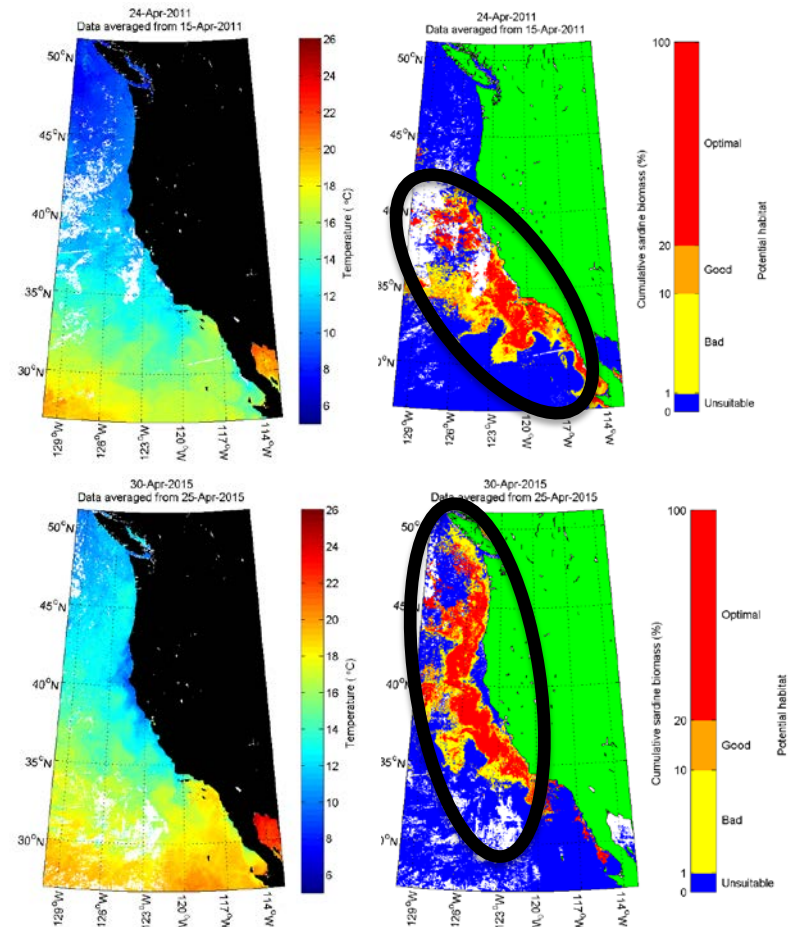 24-Apr-2011
Data averaged from 15-Apr-2011
50°N
45°N
40°N
35°N
30°N
129°W
126°W
123°W
120°W
117°W
114°W
26
24
22
20
18
16
14
12
10
8
6
Temperature (°C)
24-Apr-2011
Data averaged from 15-Apr-2011
50°N
45°N
40°N
35°N
0°N
129°W
126°W
123°W
120°W
117°W
114°W
Cumulative sardine biomass (%)
100
20
10
1
0
Optimal
Good
Bad
Unsuitable
Potential habitat
30-Apr-2015
Data averaged from 25-Apr-2015
50°N
45°N
40°N
35°N
30°N
129°W
126°W
123°W
120°W
117°W
114°W
26
24
22
20
18
16
14
12
10
8
6
Temperature (°C)
30-Apr-2015
Data averaged from 25-Apr-2015
50°N
45
40°N
35°N
0°N
129°W
126°W
123°W
120°W
117°W
114°W
Cumulative sardine biomass (%)
100
20
10
1
0
Optimal
Good
Bad
Unsuitable
Potential habitat